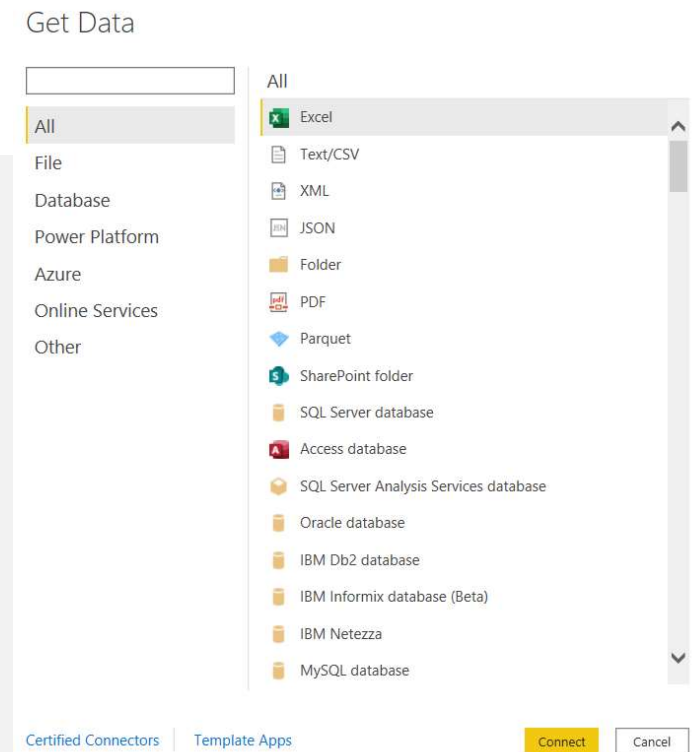 Get Data
All
File
Database
Power Platform
Azure
Online Services
Other
All
Excel
Text/CSV
XML
JSON
Folder
PDF
Parquet
SharePoint folder
SQL Server database
Access database
SQL Server Analysis Services database
Oracle database
IBM Db2 database
IBM Informix database (Beta)
IBM Netezza
MySQL database
Certified Connectors
Template Apps
Connect
Cancel